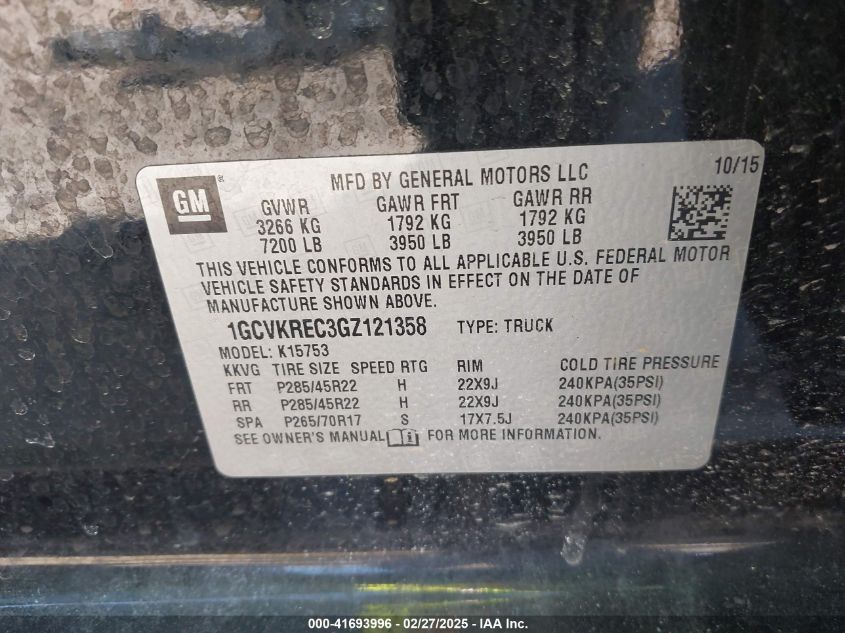 MFD BY GENERAL MOTORS LLC 10/15
GM
GVWR GAWR FRT GAWR RR
3266 KG 1792 KG 1792 KG
7200 LB 3950 LB 3950 LB
THIS VEHICLE CONFORMS TO ALL APPLICABLE U.S. FEDERAL MOTOR
VEHICLE SAFETY STANDARDS IN EFFECT ON THE DATE OF
MANUFACTURE SHOWN ABOVE.
1GCVKREC3GZ121358 TYPE: TRUCK
MODEL: K15753
KKVG TIRE SIZE SPEED RTG RIM COLD TIRE PRESSURE
FRT P285/45R22 H 22X9J 240KPA(35PSI)
RR P285/45R22 H 22X9J 240KPA(35PSI)
SPA P265/70R17 S 17X7.5J 240KPA(35PSI)
SEE OWNER'S MANUAL FOR MORE INFORMATION.
000-41693996 - 02/27/2025 - IAAI, Inc.